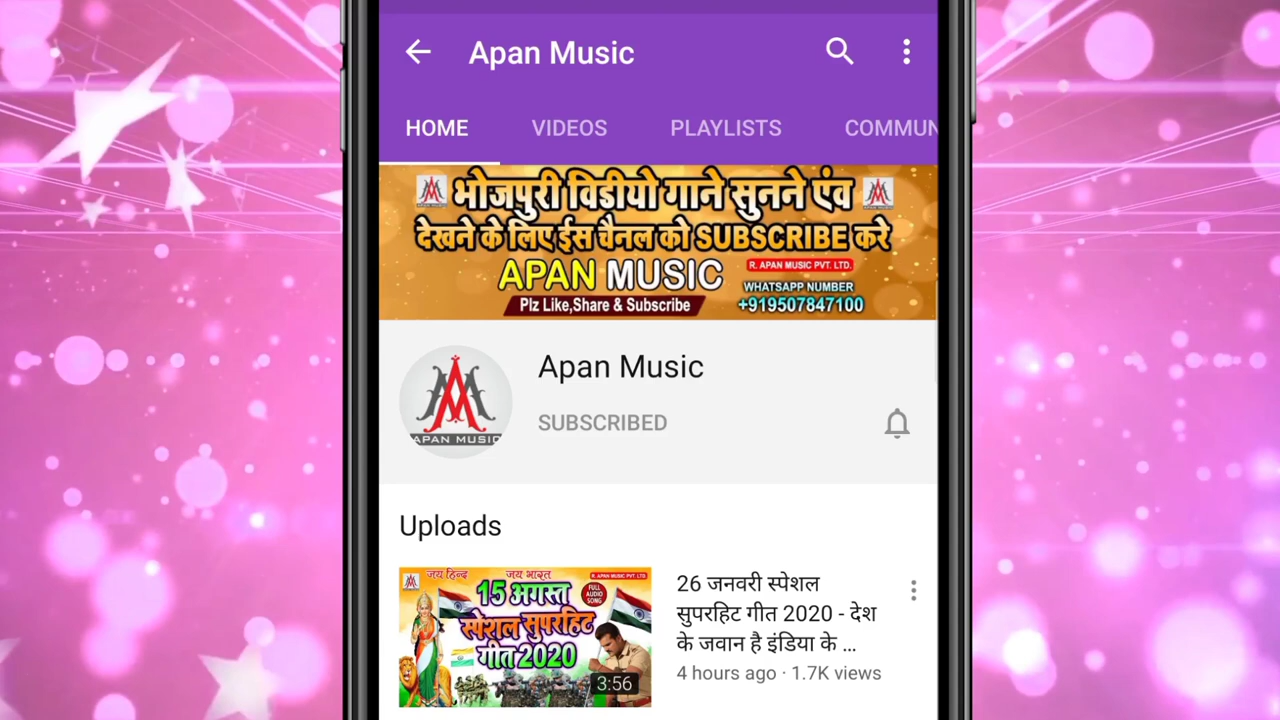 Apan Music
HOME VIDEOS PLAYLISTS COMMUN
भोजपुरी विडीयो गाने सुनने एंव
देखने के लिए ईस चैनल को SUBSCRIBE करे
APAN MUSIC
R. APAN MUSIC PVT. LTD.
WHATSAPP NUMBER
Plz Like,Share & Subscribe
+919507847100
Apan Music
SUBSCRIBED
APAN MUSIC
Uploads
जय हिन्द जय भारत
R. APAN MUSIC PVT. LTD
15 अगस्त
FULL
AUDIO
SONG
स्पेशल सुपरहिट
गीत 2020
3:56
26 जनवरी स्पेशल
सुपरहिट गीत 2020 - देश
के जवान है इंडिया के ...
4 hours ago · 1.7K views